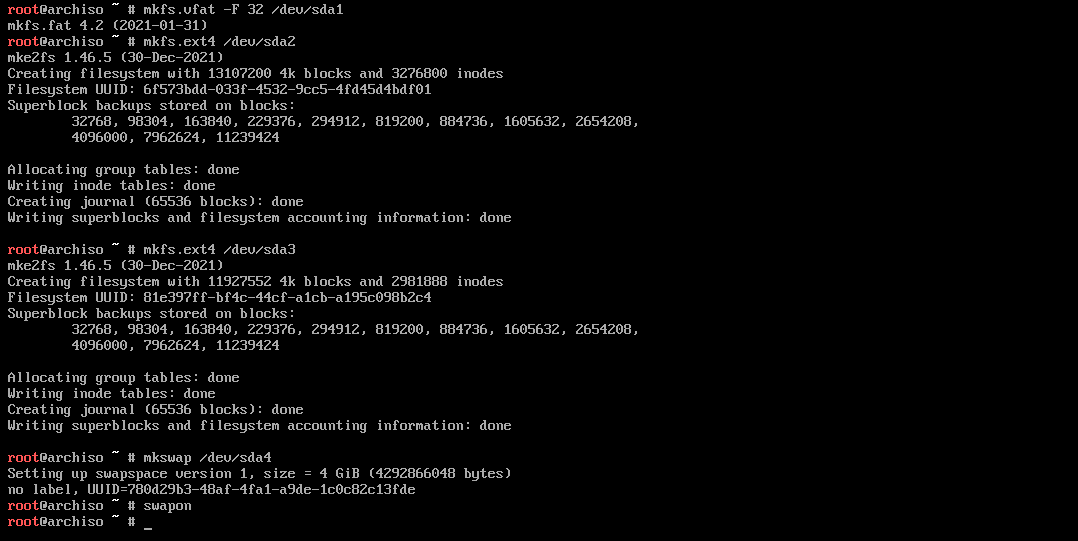 root@archiso ~ # mkfs.vfat -F 32 /dev/sda1
mkfs.fat 4.2 (2021-01-31)
root@archiso ~ # mkfs.ext4 /dev/sda2
mke2fs 1.46.5 (30-Dec-2021)
Creating filesystem with 13107200 4k blocks and 3276800 inodes
Filesystem UUID: 6f573bdd-033f-4532-9cc5-4fd45d4bdf01
Superblock backups stored on blocks:
        32768, 98304, 163840, 229376, 294912, 819200, 884736, 1605632, 2654208,
        4096000, 7962624, 11239424

Allocating group tables: done
Writing inode tables: done
Creating journal (65536 blocks): done
Writing superblocks and filesystem accounting information: done

root@archiso ~ # mkfs.ext4 /dev/sda3
mke2fs 1.46.5 (30-Dec-2021)
Creating filesystem with 11927552 4k blocks and 2981888 inodes
Filesystem UUID: 81e397ff-bf4c-44cf-a1cb-a195c098b2c4
Superblock backups stored on blocks:
        32768, 98304, 163840, 229376, 294912, 819200, 884736, 1605632, 2654208,
        4096000, 7962624, 11239424

Allocating group tables: done
Writing inode tables: done
Creating journal (65536 blocks): done
Writing superblocks and filesystem accounting information: done

root@archiso ~ # mkswap /dev/sda4
Setting up swapspace version 1, size = 4 GiB (4292866048 bytes)
no label, UUID=780d29b3-48af-4fa1-a9de-1c0c82c13fde
root@archiso ~ # swapon
root@archiso ~ # _